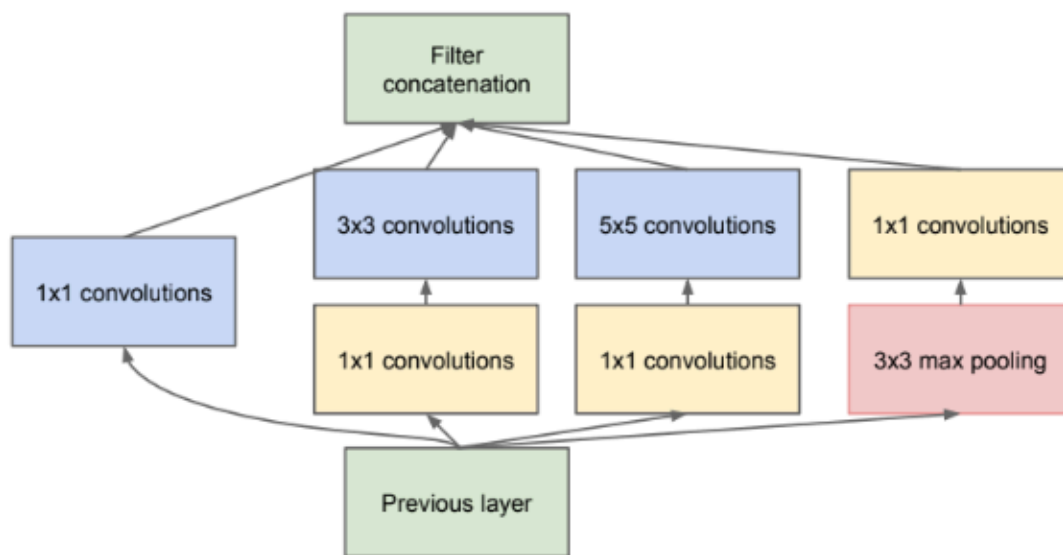 Filter
concatenation
3x3 convolutions
5x5 convolutions
1x1 convolutions
1x1 convolutions
1x1 convolutions
1x1 convolutions
3x3 max pooling
Previous layer